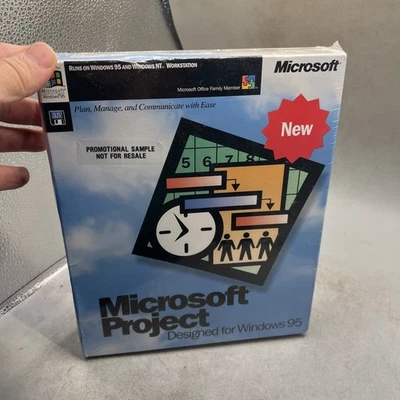 RUNS ON WINDOWS 95 AND WINDOWS NT WORKSTATION
Microsoft
Microsoft Office Family Member
Plan, Manage, and Communicate with Ease
New
PROMOTIONAL SAMPLE
NOT FOR RESALE
5 6 7
Microsoft
Project
Designed for Windows 95